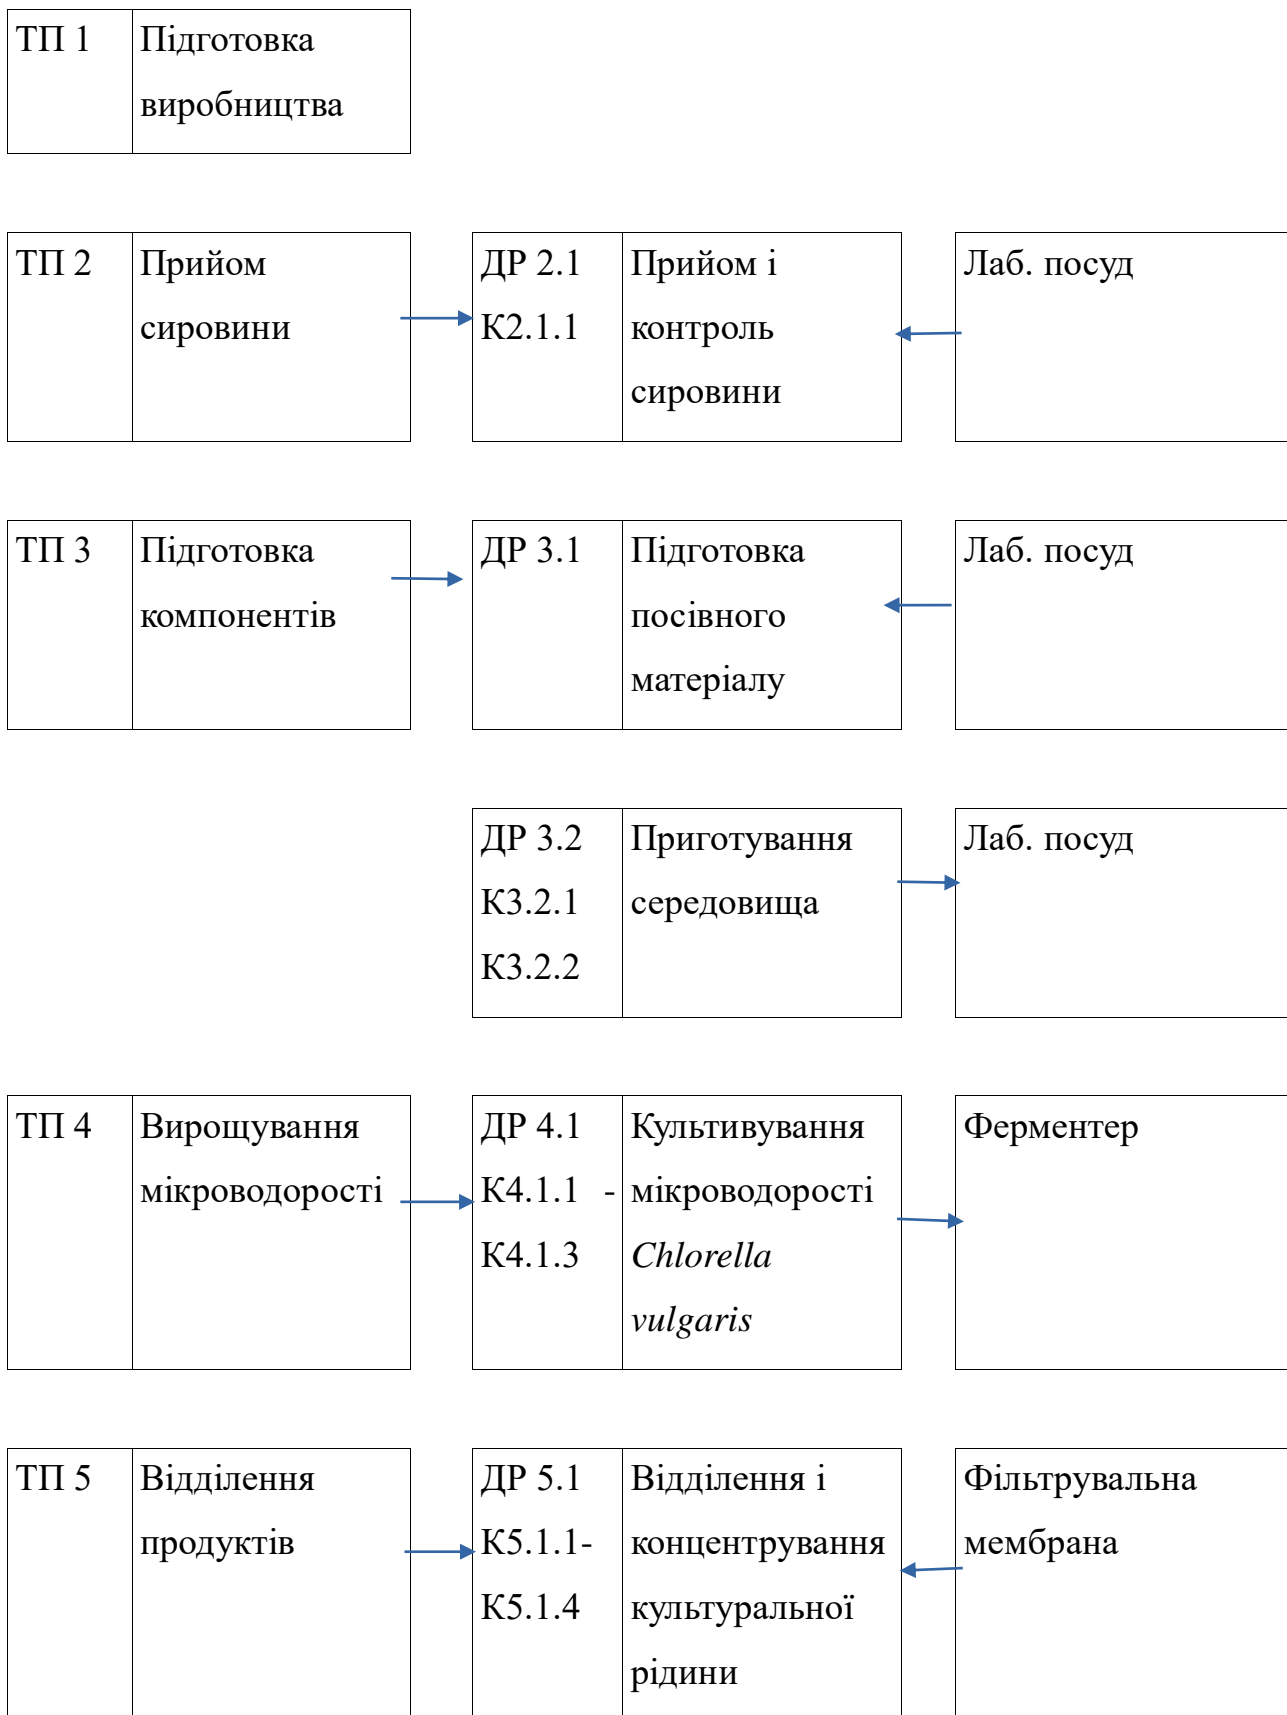 ТП 1
Підготовка
виробництва
ТП 2
Прийом
сировини
ДР 2.1
К2.1.1
Прийом і
контроль
сировини
Лаб. посуд
ТП 3
Підготовка
компонентів
ДР 3.1
Підготовка
посівного
матеріалу
Лаб. посуд
ДР 3.2
К3.2.1
К3.2.2
Приготування
середовища
Лаб. посуд
ТП 4
Вирощування
мікроводорості
ДР 4.1
К4.1.1 -
К4.1.3
Культивування
мікроводорості
Chlorella
vulgaris
Ферментер
ТП 5
Відділення
продуктів
ДР 5.1
К5.1.1-
К5.1.4
Відділення і
концентрування
культуральної
рідини
Фільтрувальна
мембрана